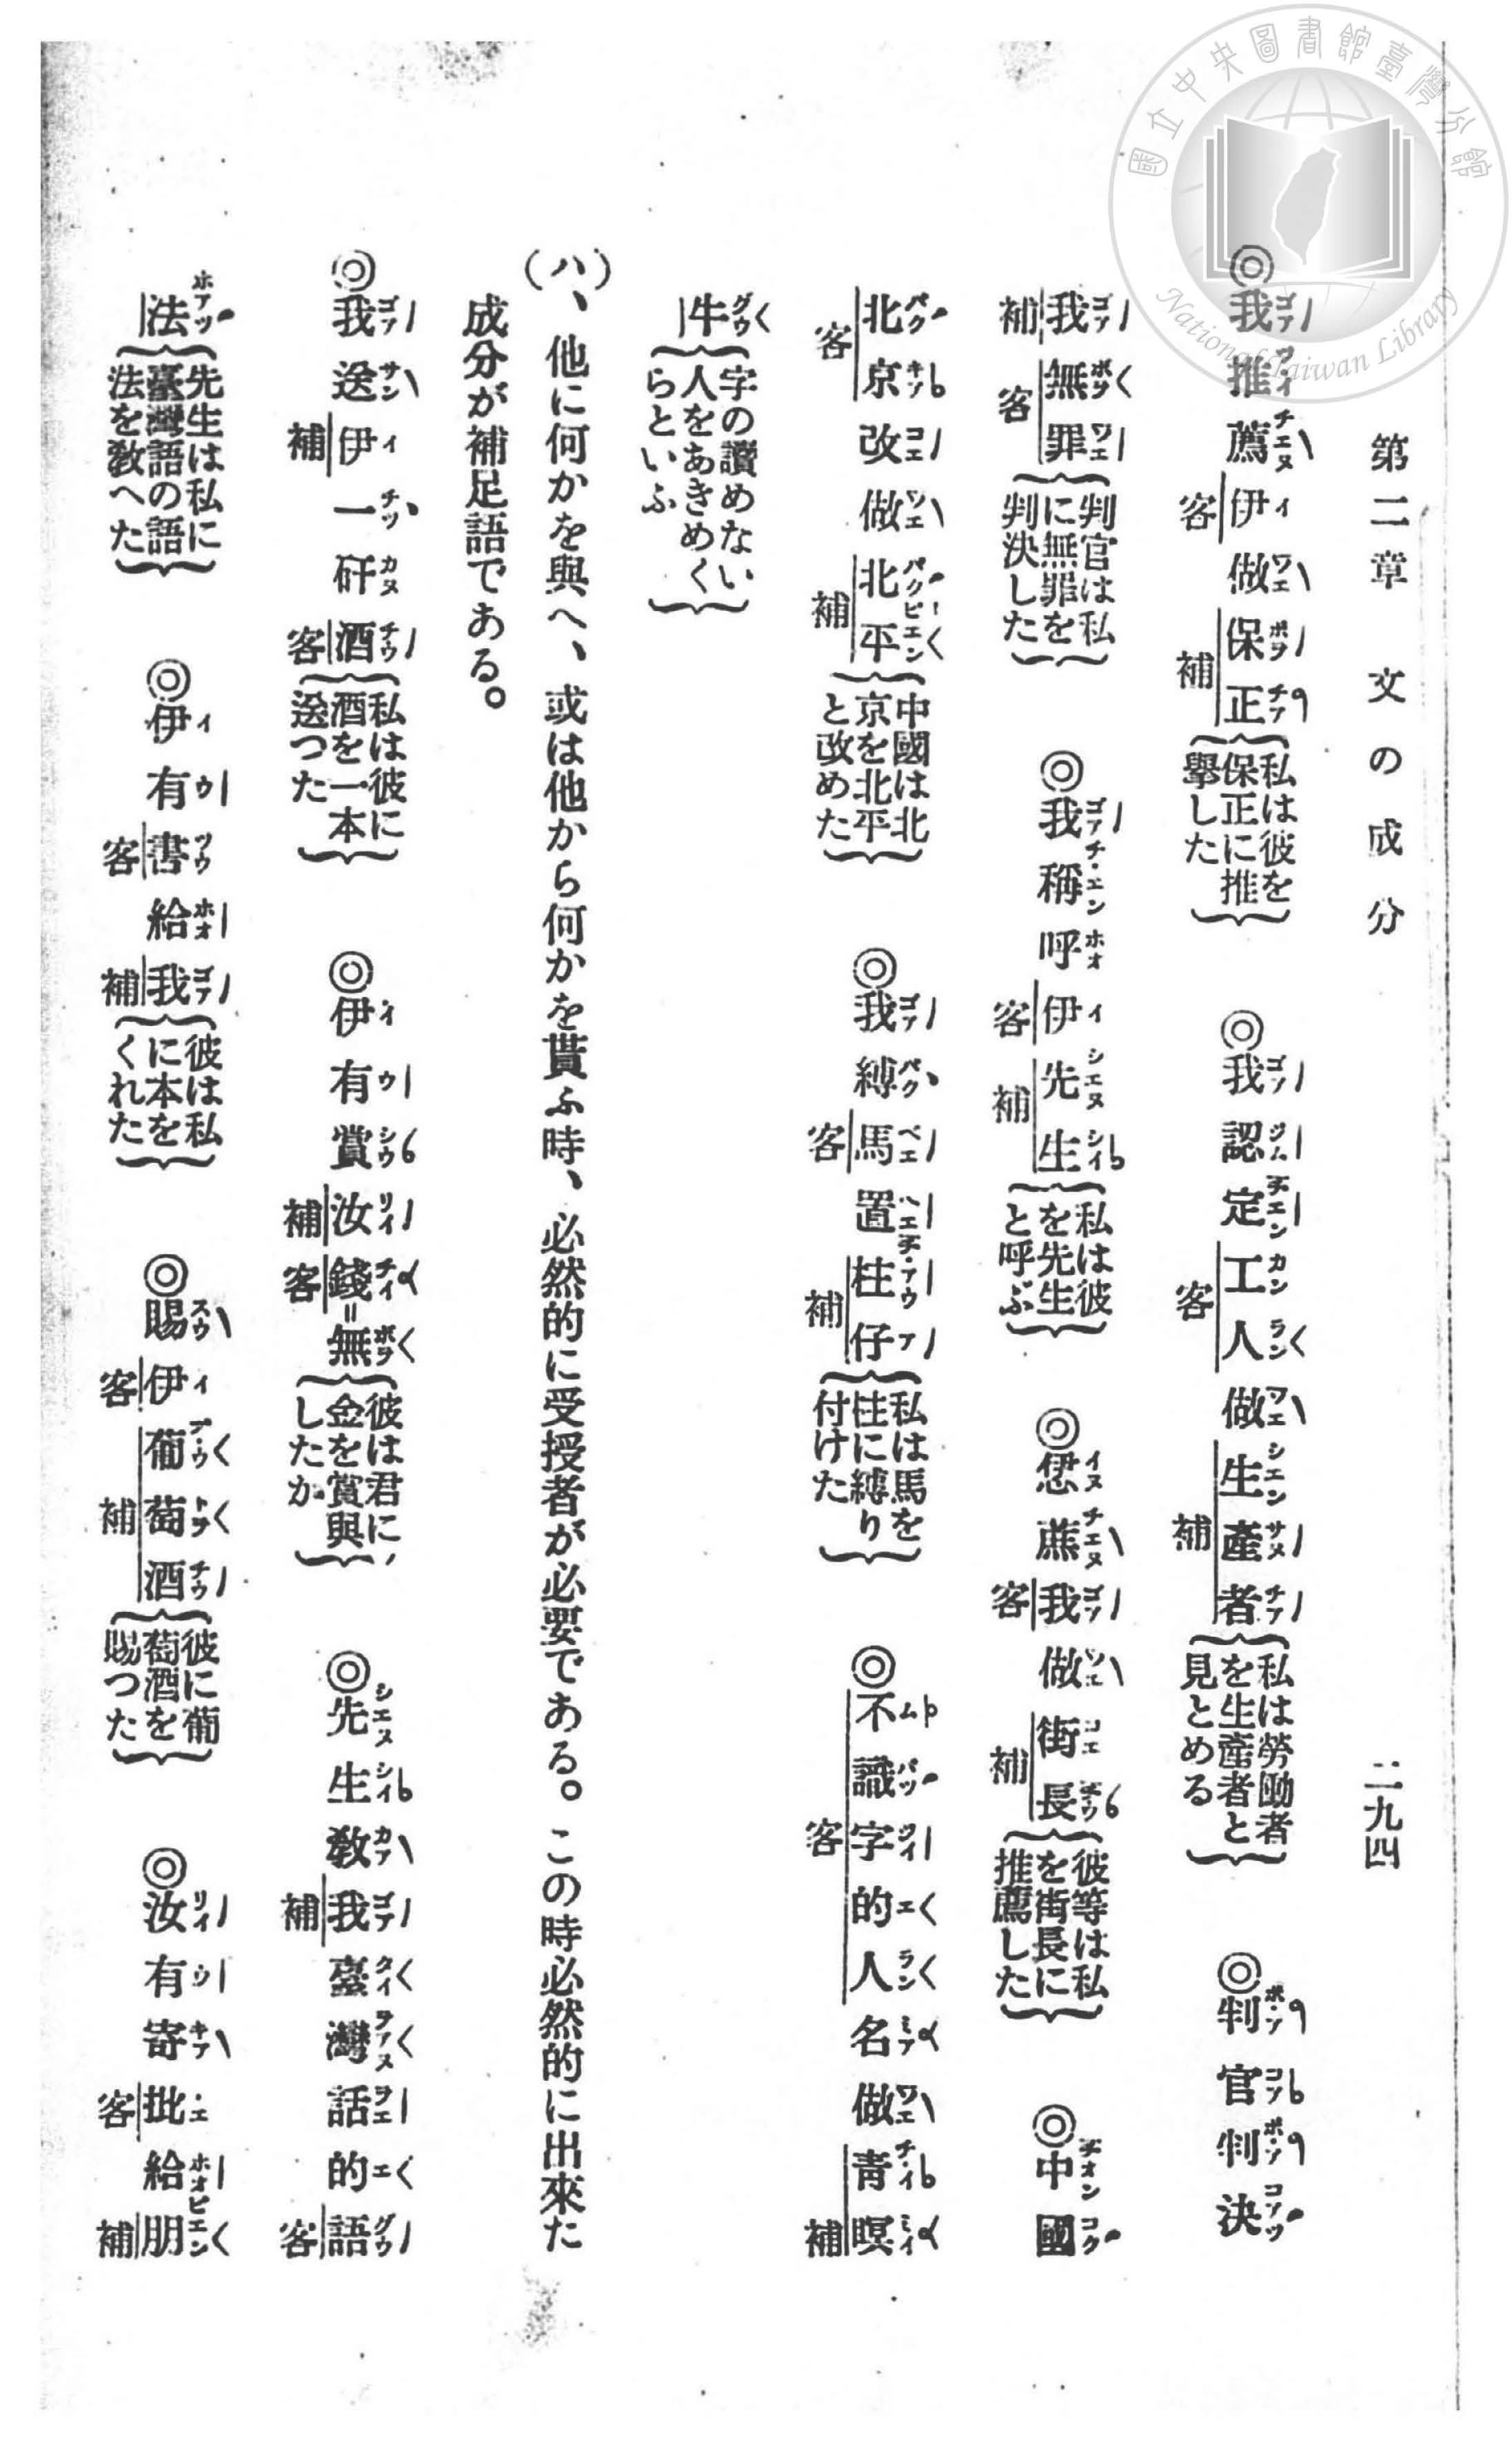 國立中央圖書館臺灣分館
National Taiwan Library
第二章 文の成分 二九四
◎我推薦伊做保正{私は彼を保正に推擧した} ◎我認定工人做生產者{私は勞働者を生產者と見とめる} ◎判官判決
客 補 客 補
我無罪{判官は私に無罪を判決した} ◎我稱呼伊先生{私は彼を先生と呼ぶ} ◎𪜶薦我做街長{彼等は私を街長に推薦した} ◎中國
補 客 客 補 客 補
北京改做北平{中國は北京を北平と改めた} ◎我縛馬置柱仔{私は馬を柱に縛り付けた} ◎不識字的人名做青暝
客 補 客 補 客 補
牛{字の讀めない人をあきめくらといふ}
(ハ)、他に何かを與へ、或は他から何かを貰ふ時、必然的に受授者が必要である。この時必然的に出來た
成分が補足語である。
◎我送伊一矸酒{私は彼に酒を一本送つた} ◎伊有賞汝錢=無{彼は君に金を賞與したか} ◎先生敎我臺灣話的語
補 客 補 客 補 客
法{先生は私に臺灣語の語法を敎へた} ◎伊有書給我{彼は私に本をくれた} ◎賜伊葡萄酒{彼に葡萄酒を賜つた} ◎汝有寄批給朋
客 補 客 補 客 補